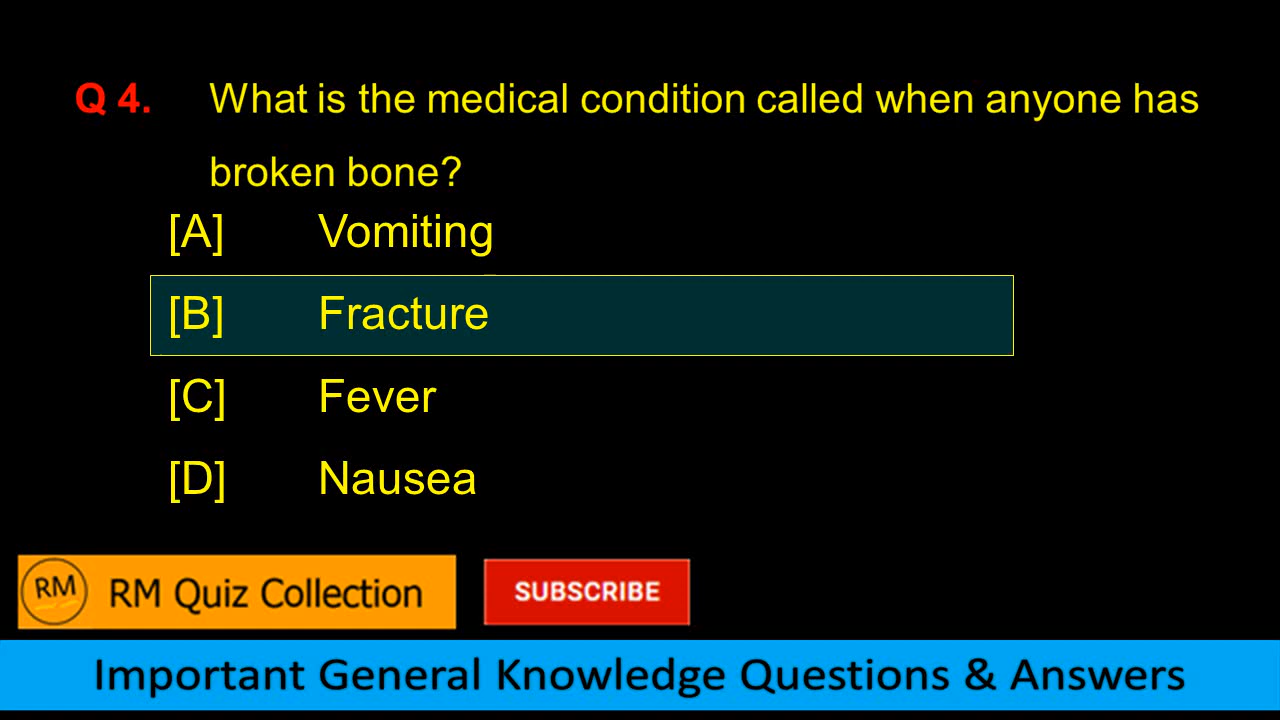 Q 4. What is the medical condition called when anyone has
broken bone?
[A] Vomiting
[B] Fracture
[C] Fever
[D] Nausea
RM RM Quiz Collection SUBSCRIBE
Important General Knowledge Questions & Answers